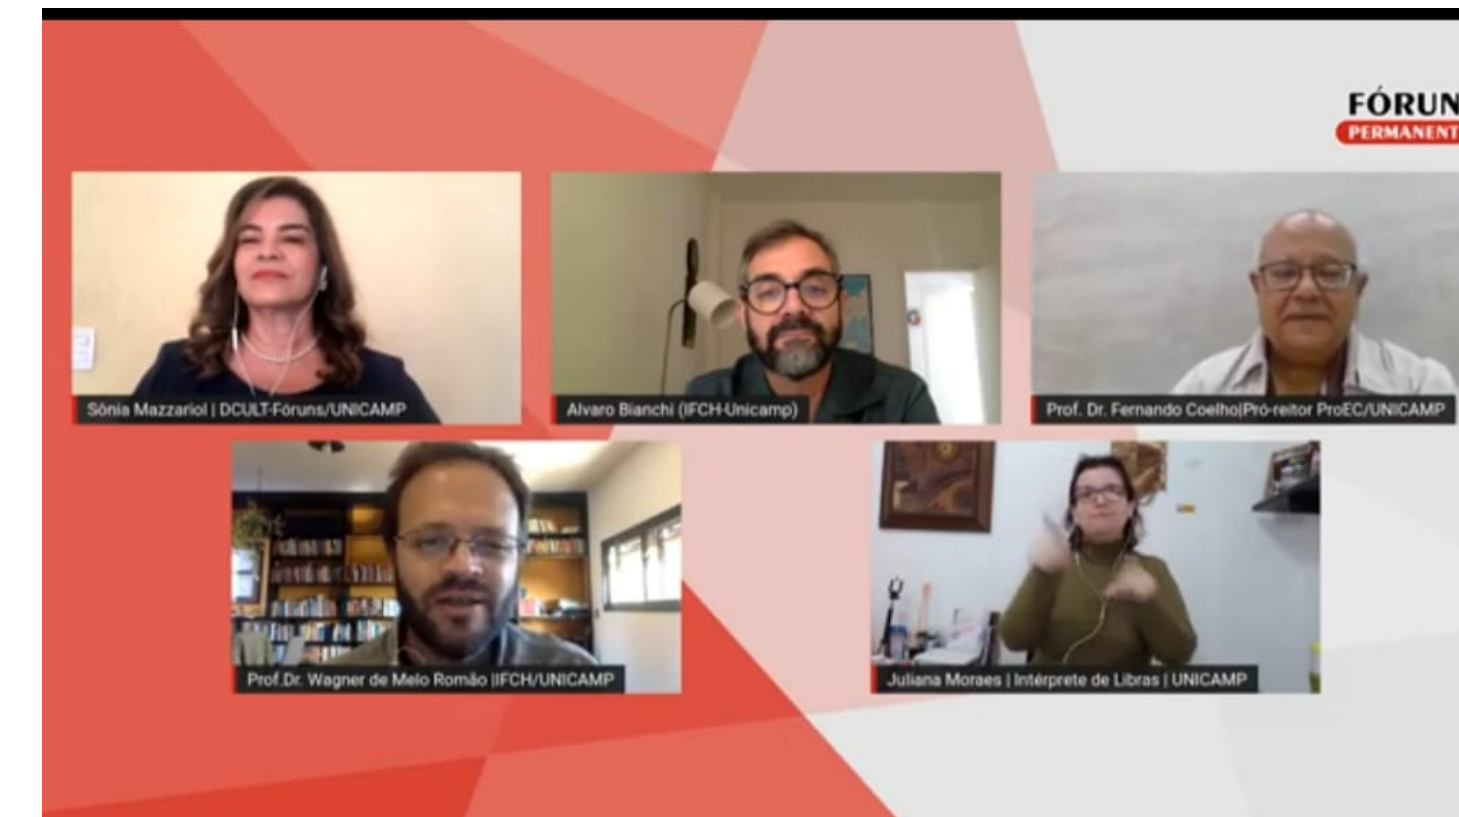 FÓRUN
PERMANENT
Sônia Mazzariol | DCULT-Fóruns/UNICAMP
Alvaro Bianchi (IFCH-Unicamp)
Prof. Dr. Fernando Coelho|Pró-reitor ProEC/UNICAMP
Prof.Dr. Wagner de Melo Romão |IFCH/UNICAMP
Juliana Moraes | Intérprete de Libras | UNICAMP